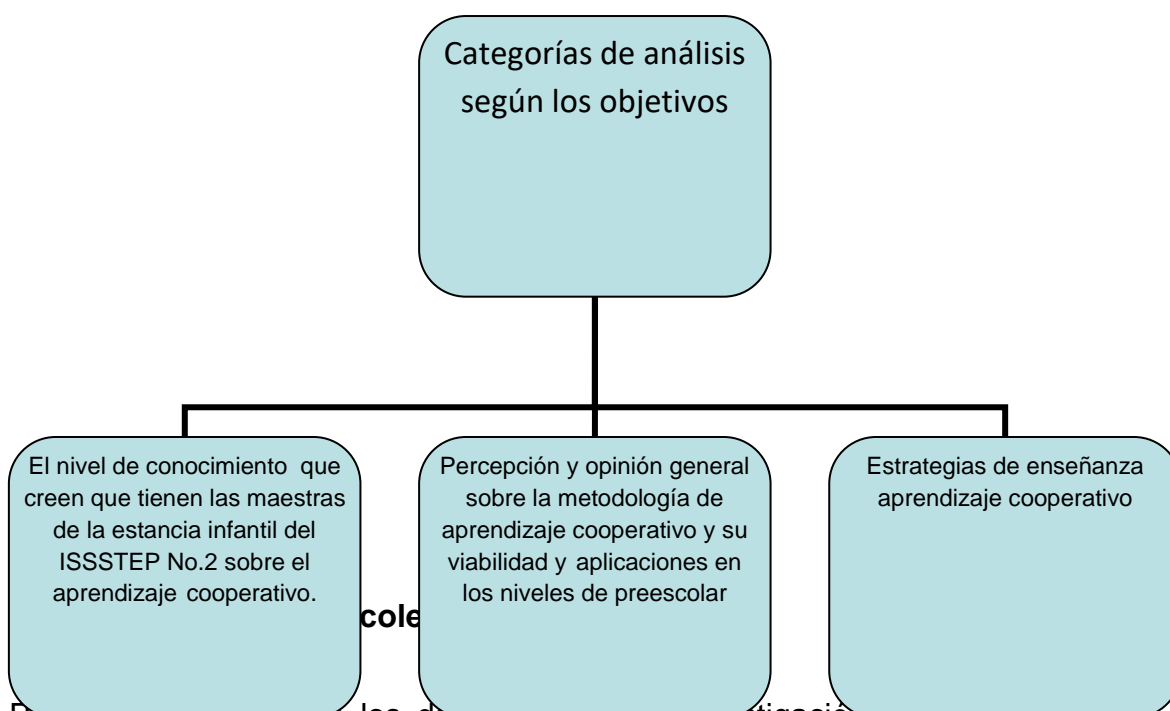 Categorías de análisis
según los objetivos
El nivel de conocimiento que
creen que tienen las maestras
de la estancia infantil del
ISSSTEP No.2 sobre el
aprendizaje cooperativo.
Percepción y opinión general
sobre la metodología de
aprendizaje cooperativo y su
viabilidad y aplicaciones en
los niveles de preescolar
Estrategias de enseñanza
aprendizaje cooperativo